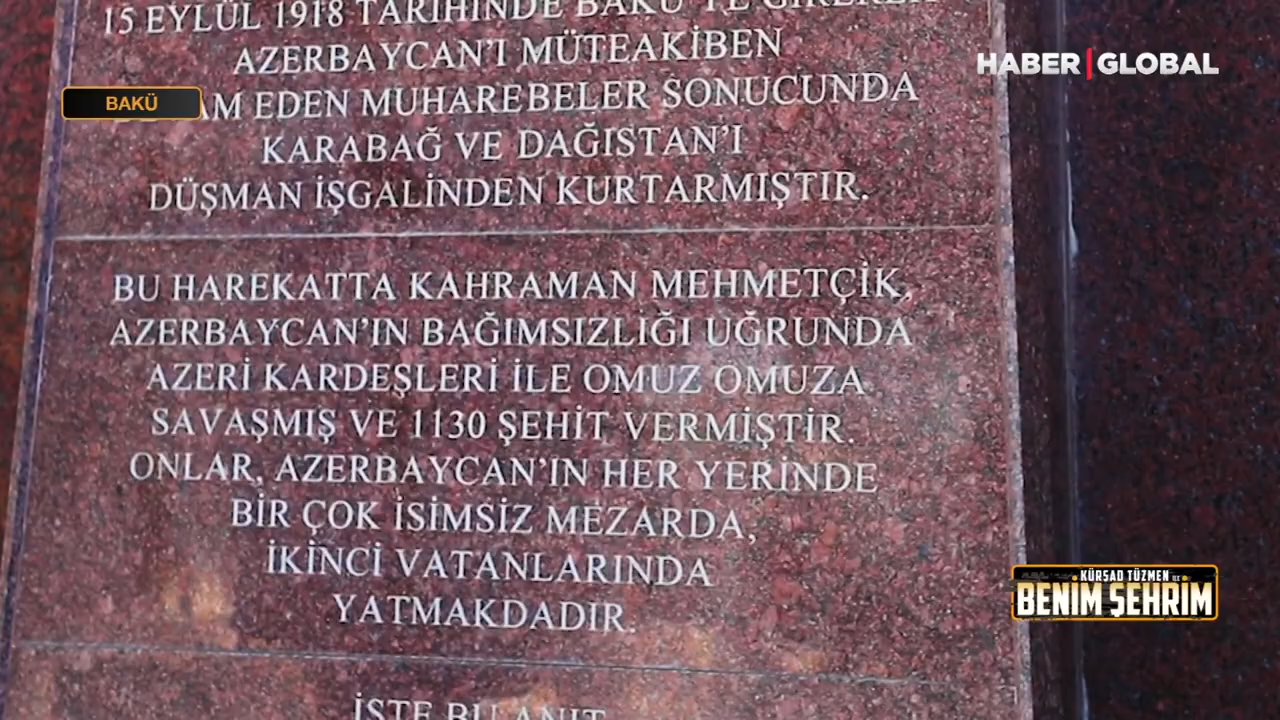 15 EYLÜL 1918 TARİHİNDE BAKÜ'YE GİREREK
AZERBAYCAN'I MÜTEAKİBEN
EDEN MUHAREBELER SONUCUNDA
KARABAĞ VE DAĞISTAN'I
DÜŞMAN İŞGALİNDEN KURTARMIŞTIR.
BU HAREKATTA KAHRAMAN MEHMETÇİK,
AZERBAYCAN'IN BAĞIMSIZLIĞI UĞRUNDA
AZERİ KARDEŞLERİ İLE OMUZ OMUZA
SAVAŞMIŞ VE 1130 ŞEHİT VERMİŞTİR.
ONLAR, AZERBAYCAN'IN HER YERİNDE
BİR ÇOK İSİMSİZ MEZARDA,
İKİNCİ VATANLARINDA
YATMAKDADIR.
İŞTE BU ANIT
BAKÜ
HABER GLOBAL
KÜRŞAD TÜZMEN İLE
BENİM ŞEHRİM